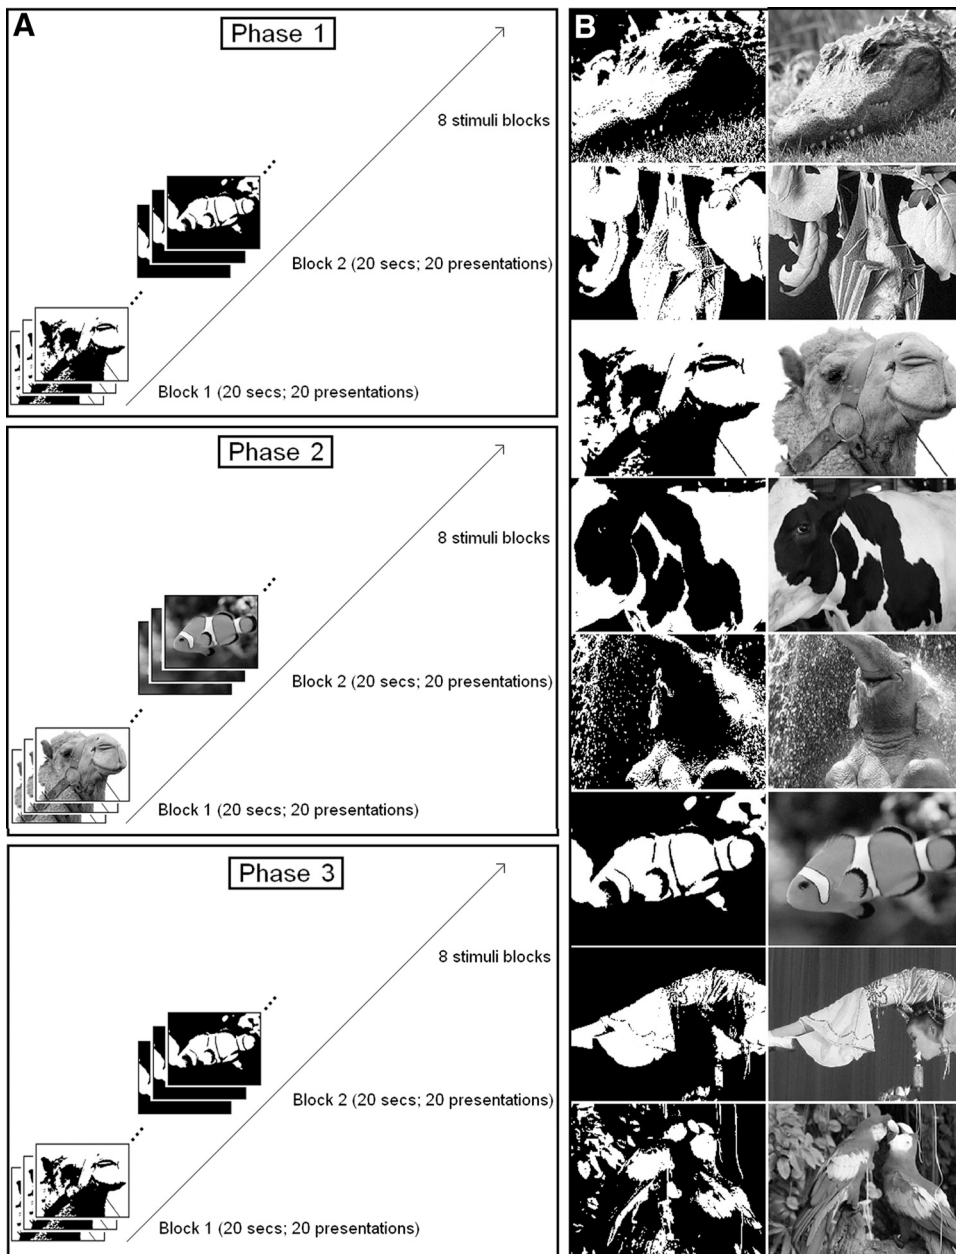 A
Phase 1
8 stimuli blocks
Block 2 (20 secs; 20 presentations)
Block 1 (20 secs; 20 presentations)
Phase 2
8 stimuli blocks
Block 2 (20 secs; 20 presentations)
Block 1 (20 secs; 20 presentations)
Phase 3
8 stimuli blocks
Block 2 (20 secs; 20 presentations)
Block 1 (20 secs; 20 presentations)
B